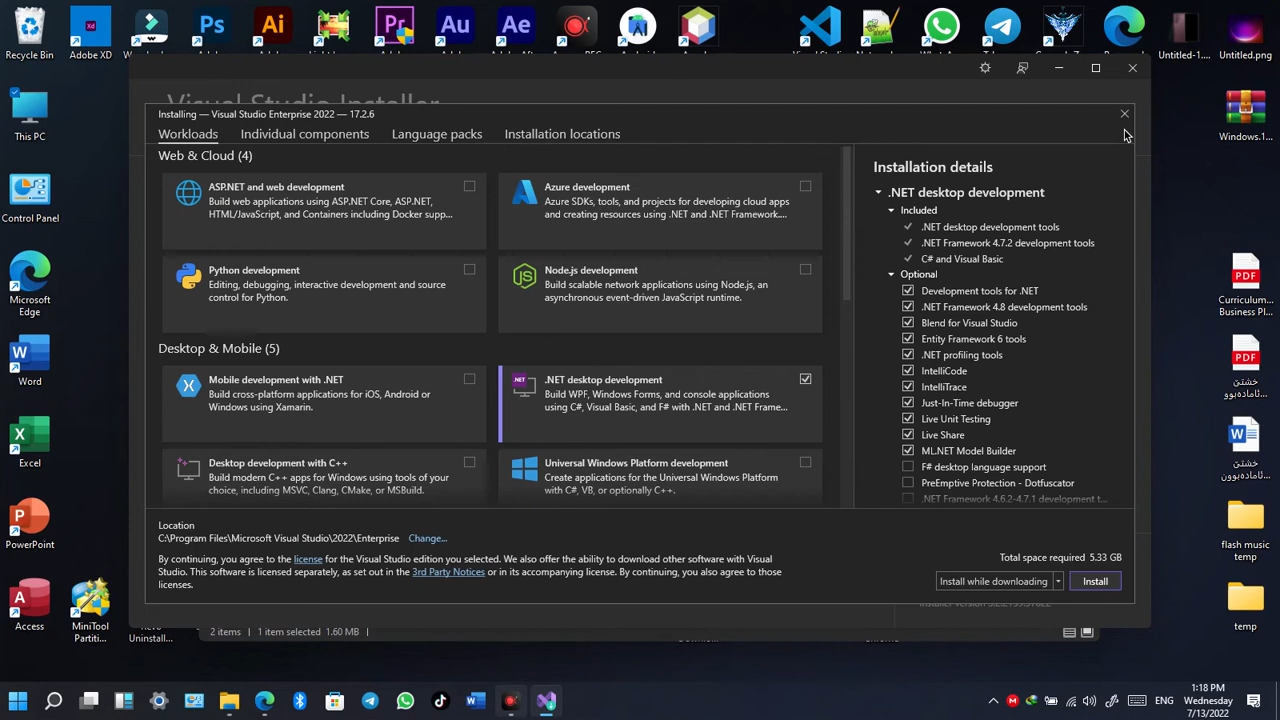 Recycle Bin
Adobe XD
Untitled-1....
Untitled.png
This PC
Control Panel
Microsoft
Edge
Word
Excel
PowerPoint
Access
MiniTool
Partiti...
Uninstall...
Visual Studio Installer
Installing — Visual Studio Enterprise 2022 — 17.2.6
Workloads
Individual components
Language packs
Installation locations
Web & Cloud (4)
ASP.NET and web development
Build web applications using ASP.NET Core, ASP.NET,
HTML/JavaScript, and Containers including Docker supp...
Azure development
Azure SDKs, tools, and projects for developing cloud apps
and creating resources using .NET and .NET Framework....
Python development
Editing, debugging, interactive development and source
control for Python.
Node.js development
Build scalable network applications using Node.js, an
asynchronous event-driven JavaScript runtime.
Desktop & Mobile (5)
Mobile development with .NET
Build cross-platform applications for iOS, Android or
Windows using Xamarin.
.NET desktop development
Build WPF, Windows Forms, and console applications
using C#, Visual Basic, and F# with .NET and .NET Frame...
Desktop development with C++
Build modern C++ apps for Windows using tools of your
choice, including MSVC, Clang, CMake, or MSBuild.
Universal Windows Platform development
Create applications for the Universal Windows Platform
with C#, VB, or optionally C++.
Installation details
.NET desktop development
Included
.NET desktop development tools
.NET Framework 4.7.2 development tools
C# and Visual Basic
Optional
Development tools for .NET
.NET Framework 4.8 development tools
Blend for Visual Studio
Entity Framework 6 tools
.NET profiling tools
IntelliCode
IntelliTrace
Just-In-Time debugger
Live Unit Testing
Live Share
ML.NET Model Builder
F# desktop language support
PreEmptive Protection - Dotfuscator
.NET Framework 4.6.2-4.7.1 development t...
Location
C:\Program Files\Microsoft Visual Studio\2022\Enterprise
Change...
By continuing, you agree to the license for the Visual Studio edition you selected. We also offer the ability to download other software with Visual
Studio. This software is licensed separately, as set out in the 3rd Party Notices or in its accompanying license. By continuing, you also agree to those
licenses.
Total space required 5.33 GB
Install while downloading
Install
2 items
1 item selected 1.60 MB
Windows.1...
Curriculum...
Business Pl...
خشتێ
ئامادەبوو
خشتێ
ئامادەبوون
flash music
temp
temp
ENG
1:18 PM
Wednesday
7/13/2022